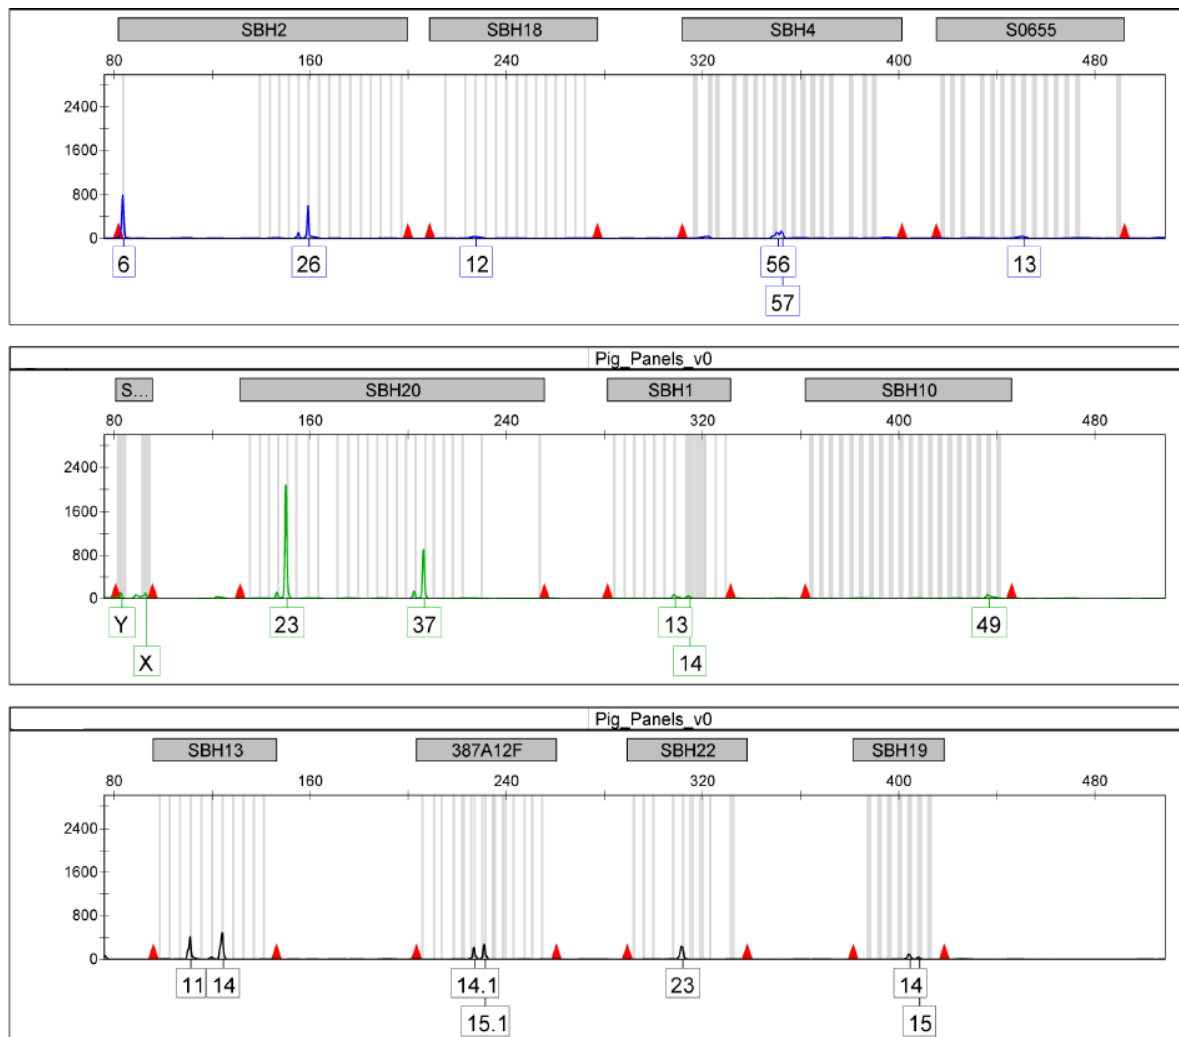 SBH2 SBH18 SBH4 S0655
80 160 240 320 400 480
2400
1600
800
0
6 26 12 56 13
57
Pig_Panels_v0
S... SBH20 SBH1 SBH10
80 160 240 320 400 480
2400
1600
800
0
Y 23 37 13 49
X 14
Pig_Panels_v0
SBH13 387A12F SBH22 SBH19
80 160 240 320 400 480
2400
1600
800
0
11 14 14.1 23 14
15.1 15